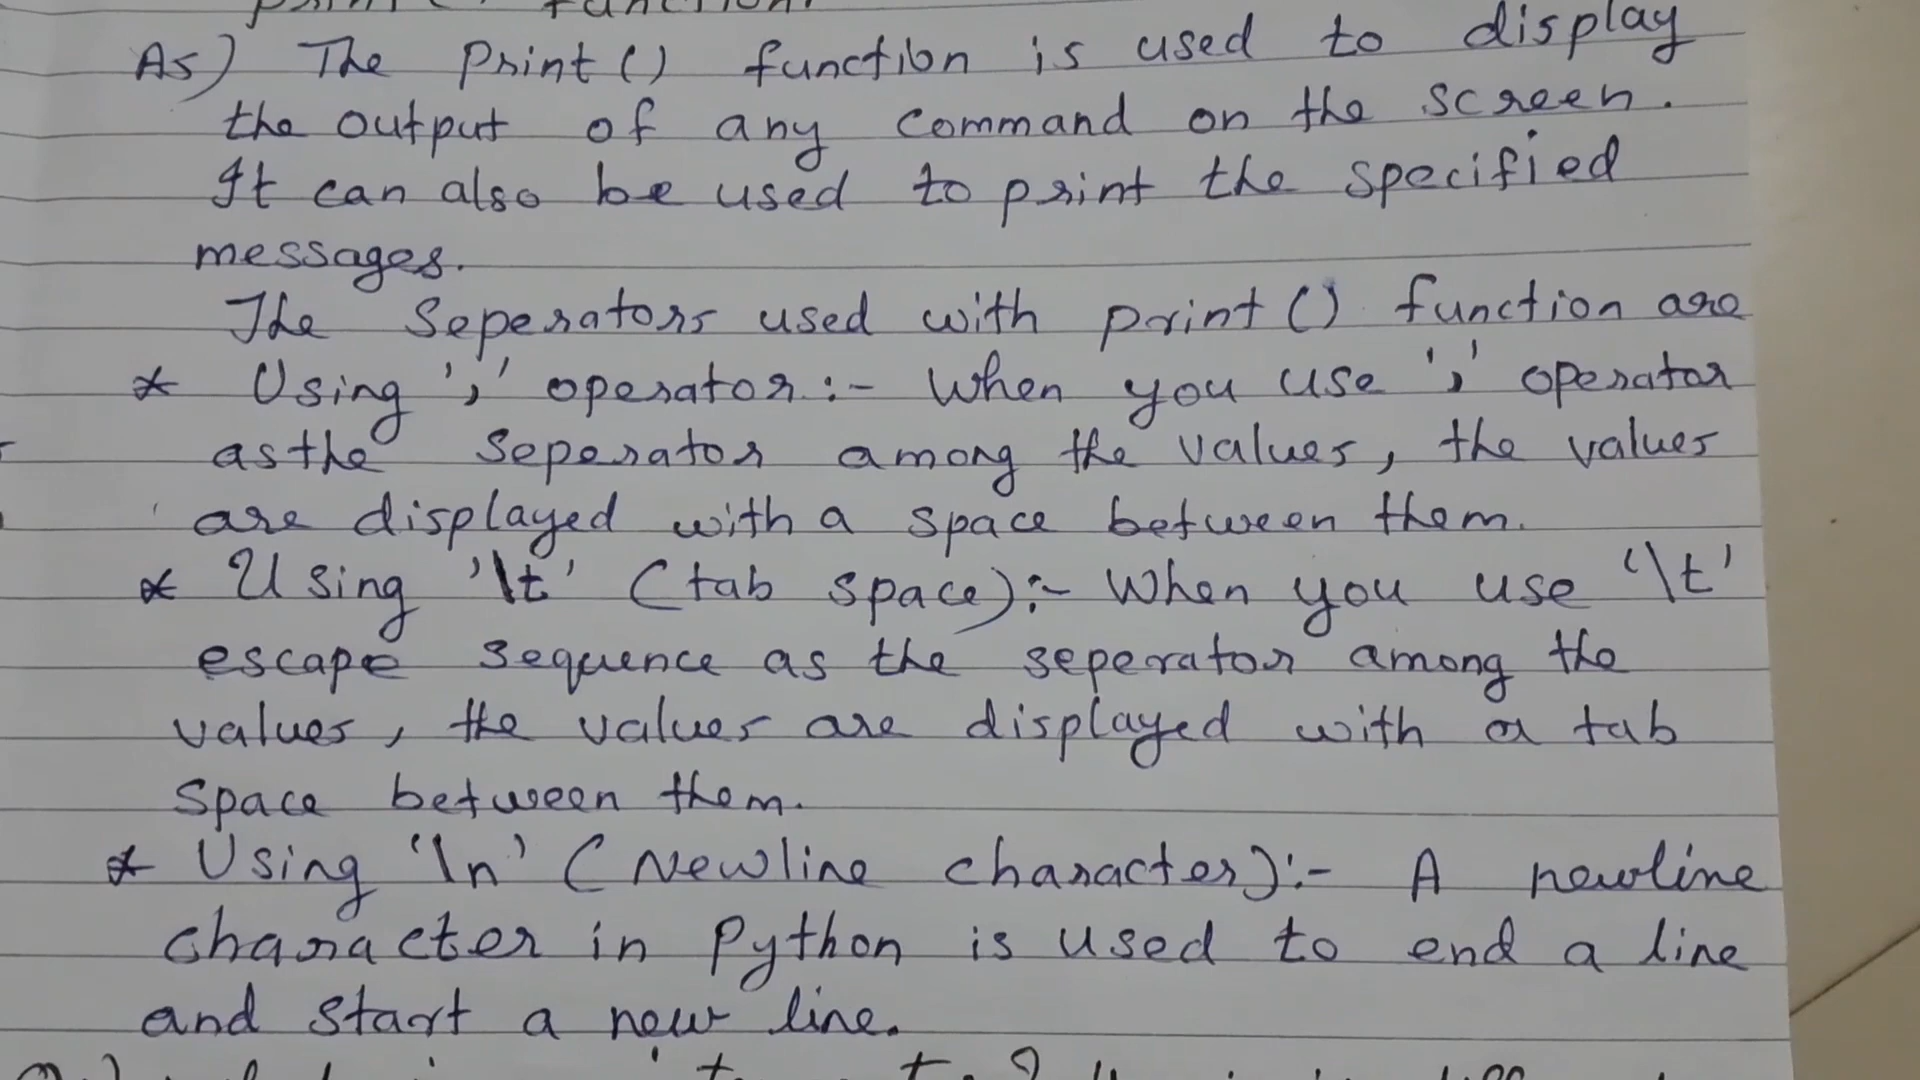 print() function.
As) The Print() function is used to display
the output of any command on the screen.
It can also be used to print the specified
messages.
The Seperators used with print() function are
* Using ',' operator:- When you use ',' operator
as the seperator among the values, the values
are displayed with a space between them.
* Using '\t' (tab space):- When you use '\t'
escape sequence as the seperator among the
values, the values are displayed with a tab
space between them.
* Using '\n' (Newline character):- A newline
character in Python is used to end a line
and start a new line.